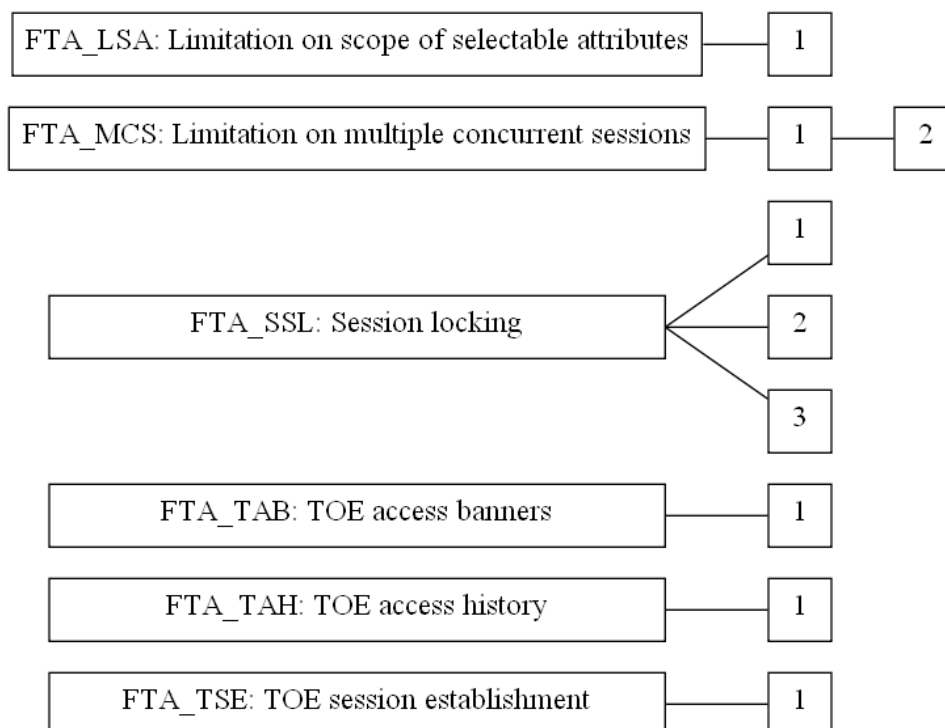 FTA_LSA: Limitation on scope of selectable attributes 1
FTA_MCS: Limitation on multiple concurrent sessions 1 2
1
FTA_SSL: Session locking 2
3
FTA_TAB: TOE access banners 1
FTA_TAH: TOE access history 1
FTA_TSE: TOE session establishment 1